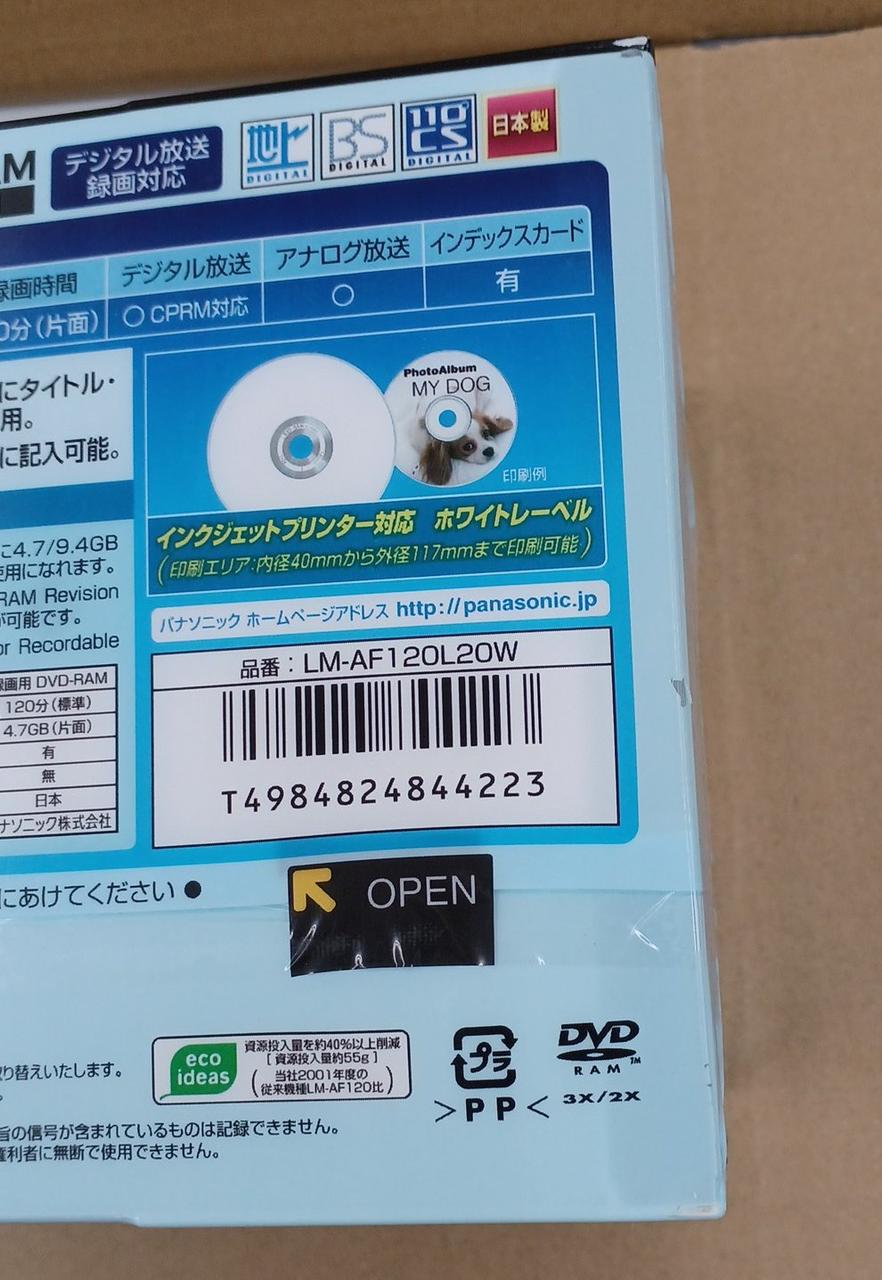 AM
デジタル放送
録画対応
地上
DIGITAL
BS
DIGITAL
110°
CS
DIGITAL
日本製
録画時間
デジタル放送
アナログ放送
インデックスカード
0分(片面)
○ CPRM対応
○
有
にタイトル・
用。
に記入可能。
PhotoAlbum
MY DOG
印刷例
インクジェットプリンター対応 ホワイトレーベル
(印刷エリア:内径40mmから外径117mmまで印刷可能)
に4.7/9.4GB
使用になれます。
RAM Revision
が可能です。
or Recordable
パナソニック ホームページアドレス http://panasonic.jp
録画用 DVD-RAM
120分(標準)
4.7GB(片面)
有
無
日本
ナソニック株式会社
品番:LM-AF120L20W
T4984824844223
にあけてください ●
OPEN
り替えいたします。
eco
ideas
資源投入量を約40%以上削減
[資源投入量約55g]
(当社2001年度の
従来機種LM-AF120比)
プラ
>PP<
DVD
RAM™
3X/2X
旨の信号が含まれているものは記録できません。
権利者に無断で使用できません。